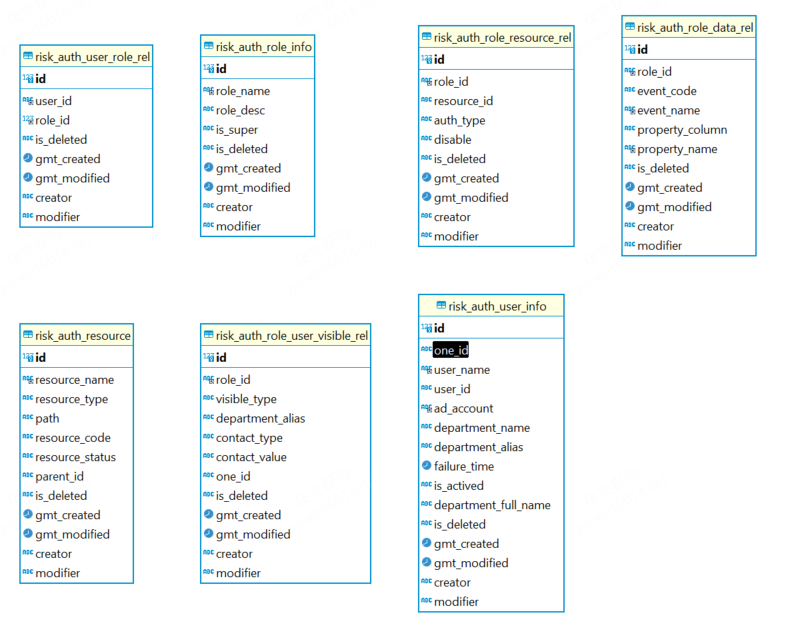 risk_auth_user_role_rel
id
user_id
role_id
is_deleted
gmt_created
gmt_modified
creator
modifier
risk_auth_role_info
id
role_name
role_desc
is_super
is_deleted
gmt_created
gmt_modified
creator
modifier
risk_auth_role_resource_rel
id
role_id
resource_id
auth_type
disable
is_deleted
gmt_created
gmt_modified
creator
modifier
risk_auth_role_data_rel
id
role_id
event_code
event_name
property_column
property_name
is_deleted
gmt_created
gmt_modified
creator
modifier
risk_auth_resource
id
resource_name
resource_type
path
resource_code
resource_status
parent_id
is_deleted
gmt_created
gmt_modified
creator
modifier
risk_auth_role_user_visible_rel
id
role_id
visible_type
department_alias
contact_type
contact_value
one_id
is_deleted
gmt_created
gmt_modified
creator
modifier
risk_auth_user_info
id
one_id
user_name
user_id
ad_account
department_name
department_alias
failure_time
is_actived
department_full_name
is_deleted
gmt_created
gmt_modified
creator
modifier